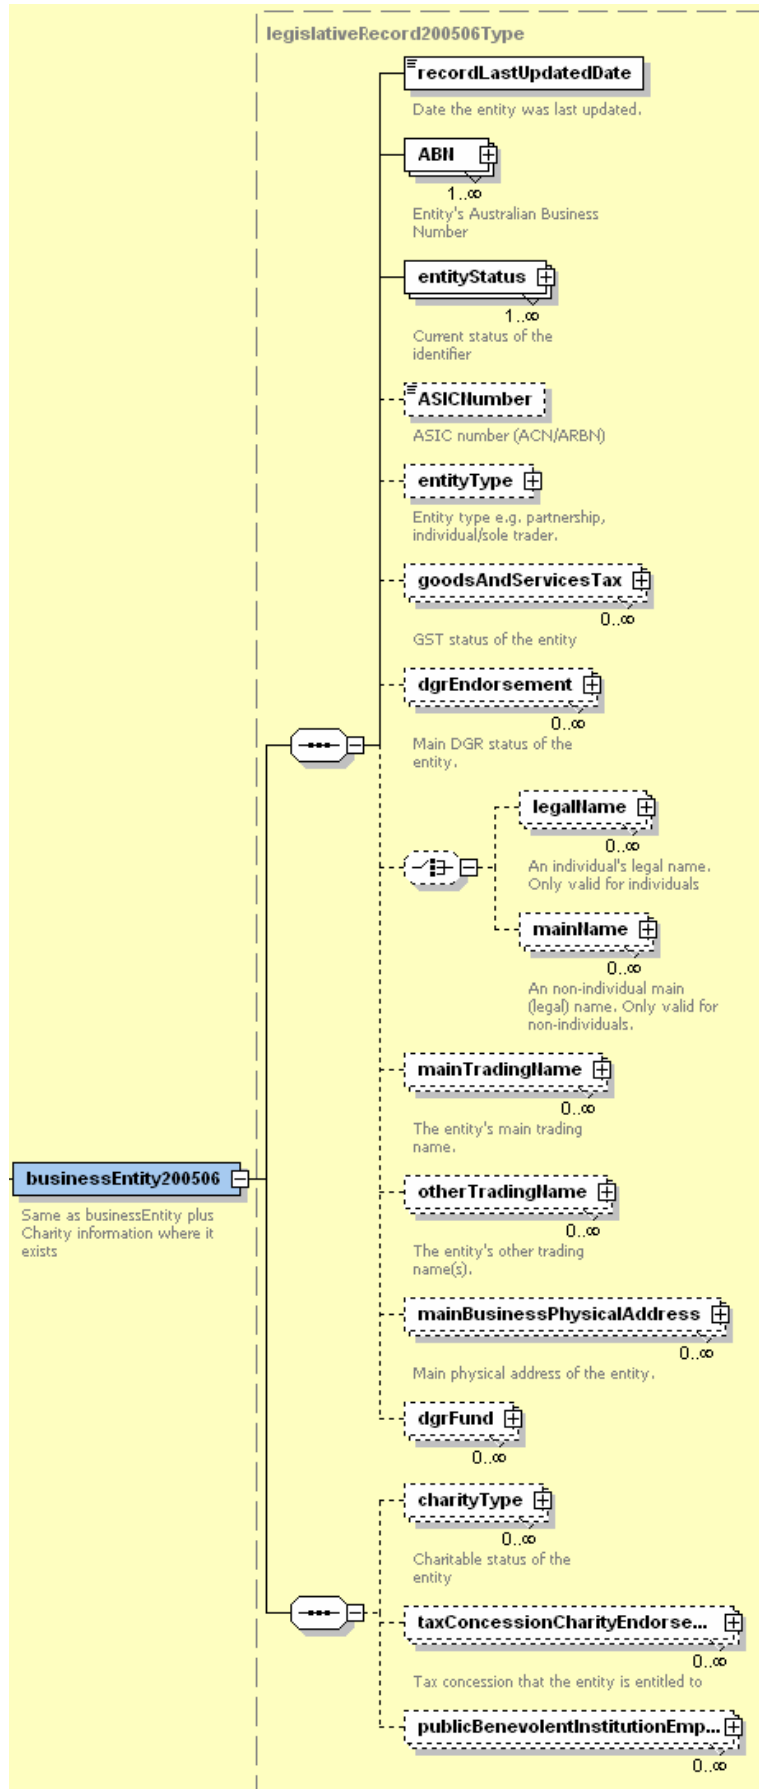 legislativeRecord200506Type
recordLastUpdatedDate
Date the entity was last updated.
ABN
1..∞
Entity's Australian Business
Number
entityStatus
1..∞
Current status of the
identifier
ASICNumber
ASIC number (ACN/ARBN)
entityType
Entity type e.g. partnership,
individual/sole trader.
goodsAndServicesTax
0..∞
GST status of the entity
dgrEndorsement
0..∞
Main DGR status of the
entity.
legalName
0..∞
An individual's legal name.
Only valid for individuals
mainName
0..∞
An non-individual main
(legal) name. Only valid for
non-individuals.
mainTradingName
0..∞
The entity's main trading
name.
businessEntity200506
Same as businessEntity plus
Charity information where it
exists
otherTradingName
0..∞
The entity's other trading
name(s).
mainBusinessPhysicalAddress
0..∞
Main physical address of the entity.
dgrFund
0..∞
charityType
0..∞
Charitable status of the
entity
taxConcessionCharityEndorse...
0..∞
Tax concession that the entity is entitled to
publicBenevolentInstitutionEmp...
0..∞